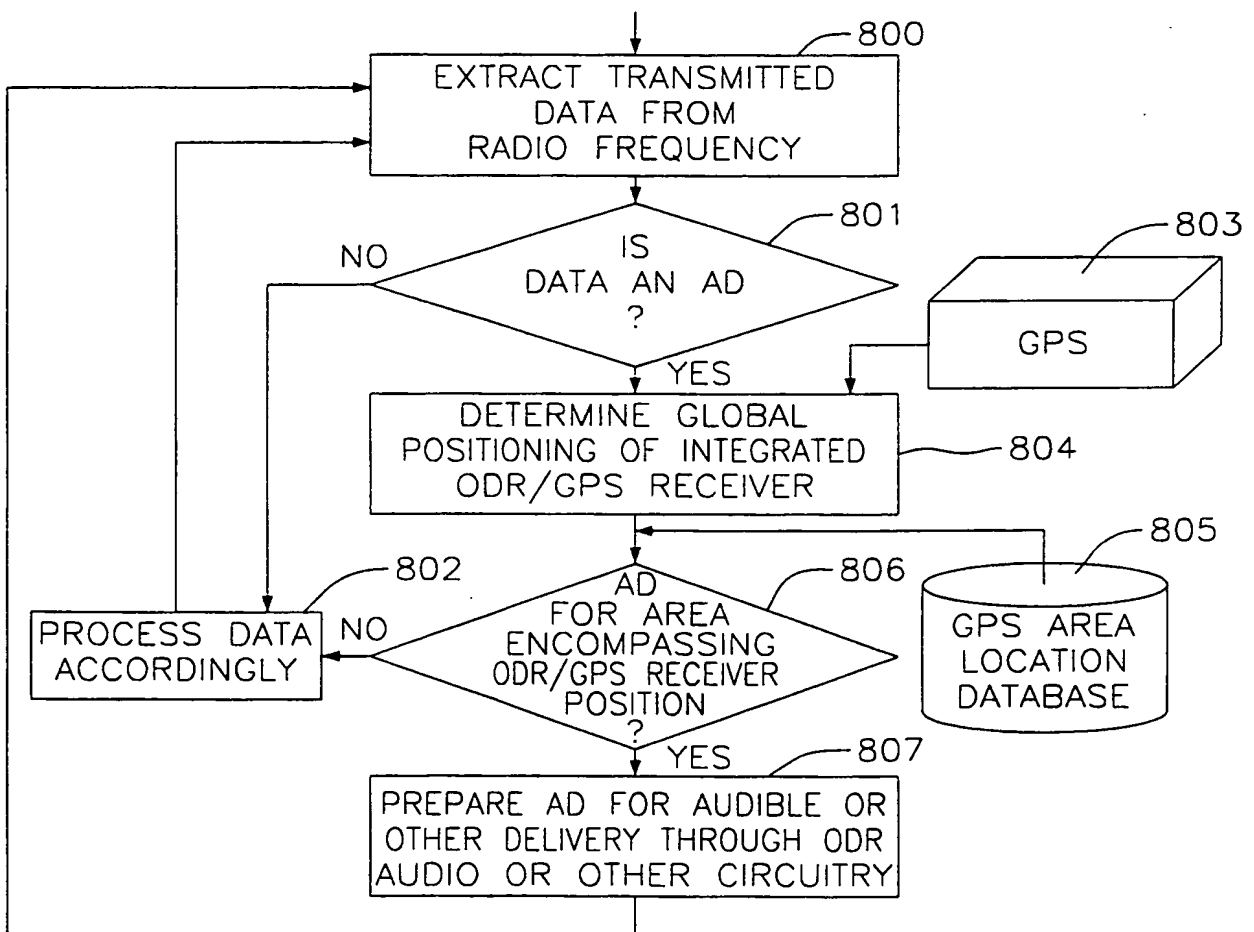 800
EXTRACT TRANSMITTED
DATA FROM
RADIO FREQUENCY
801
NO
IS
DATA AN AD
?
803
GPS
YES
DETERMINE GLOBAL
POSITIONING OF INTEGRATED
ODR/GPS RECEIVER
804
805
GPS AREA
LOCATION
DATABASE
802
PROCESS DATA
ACCORDINGLY
NO
806
AD
FOR AREA
ENCOMPASSING
ODR/GPS RECEIVER
POSITION
?
YES
807
PREPARE AD FOR AUDIBLE OR
OTHER DELIVERY THROUGH ODR
AUDIO OR OTHER CIRCUITRY